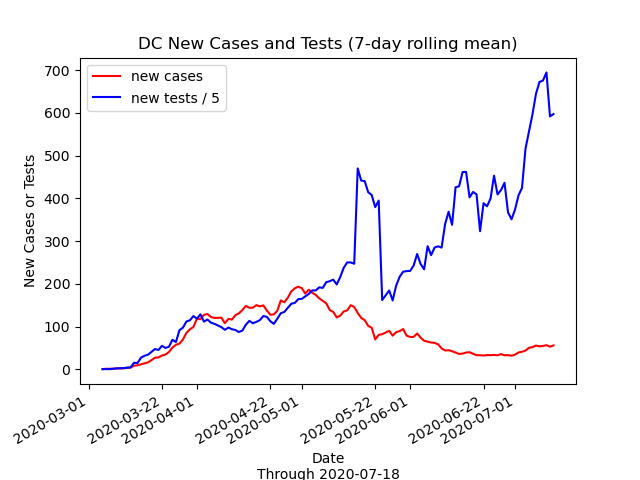 DC New Cases and Tests (7-day rolling mean)
new cases
new tests / 5
New Cases or Tests
700
600
500
400
300
200
100
0
2020-03-01
2020-03-22
2020-04-01
2020-04-22
2020-05-01
2020-05-22
2020-06-01
2020-06-22
2020-07-01
Date
Through 2020-07-18